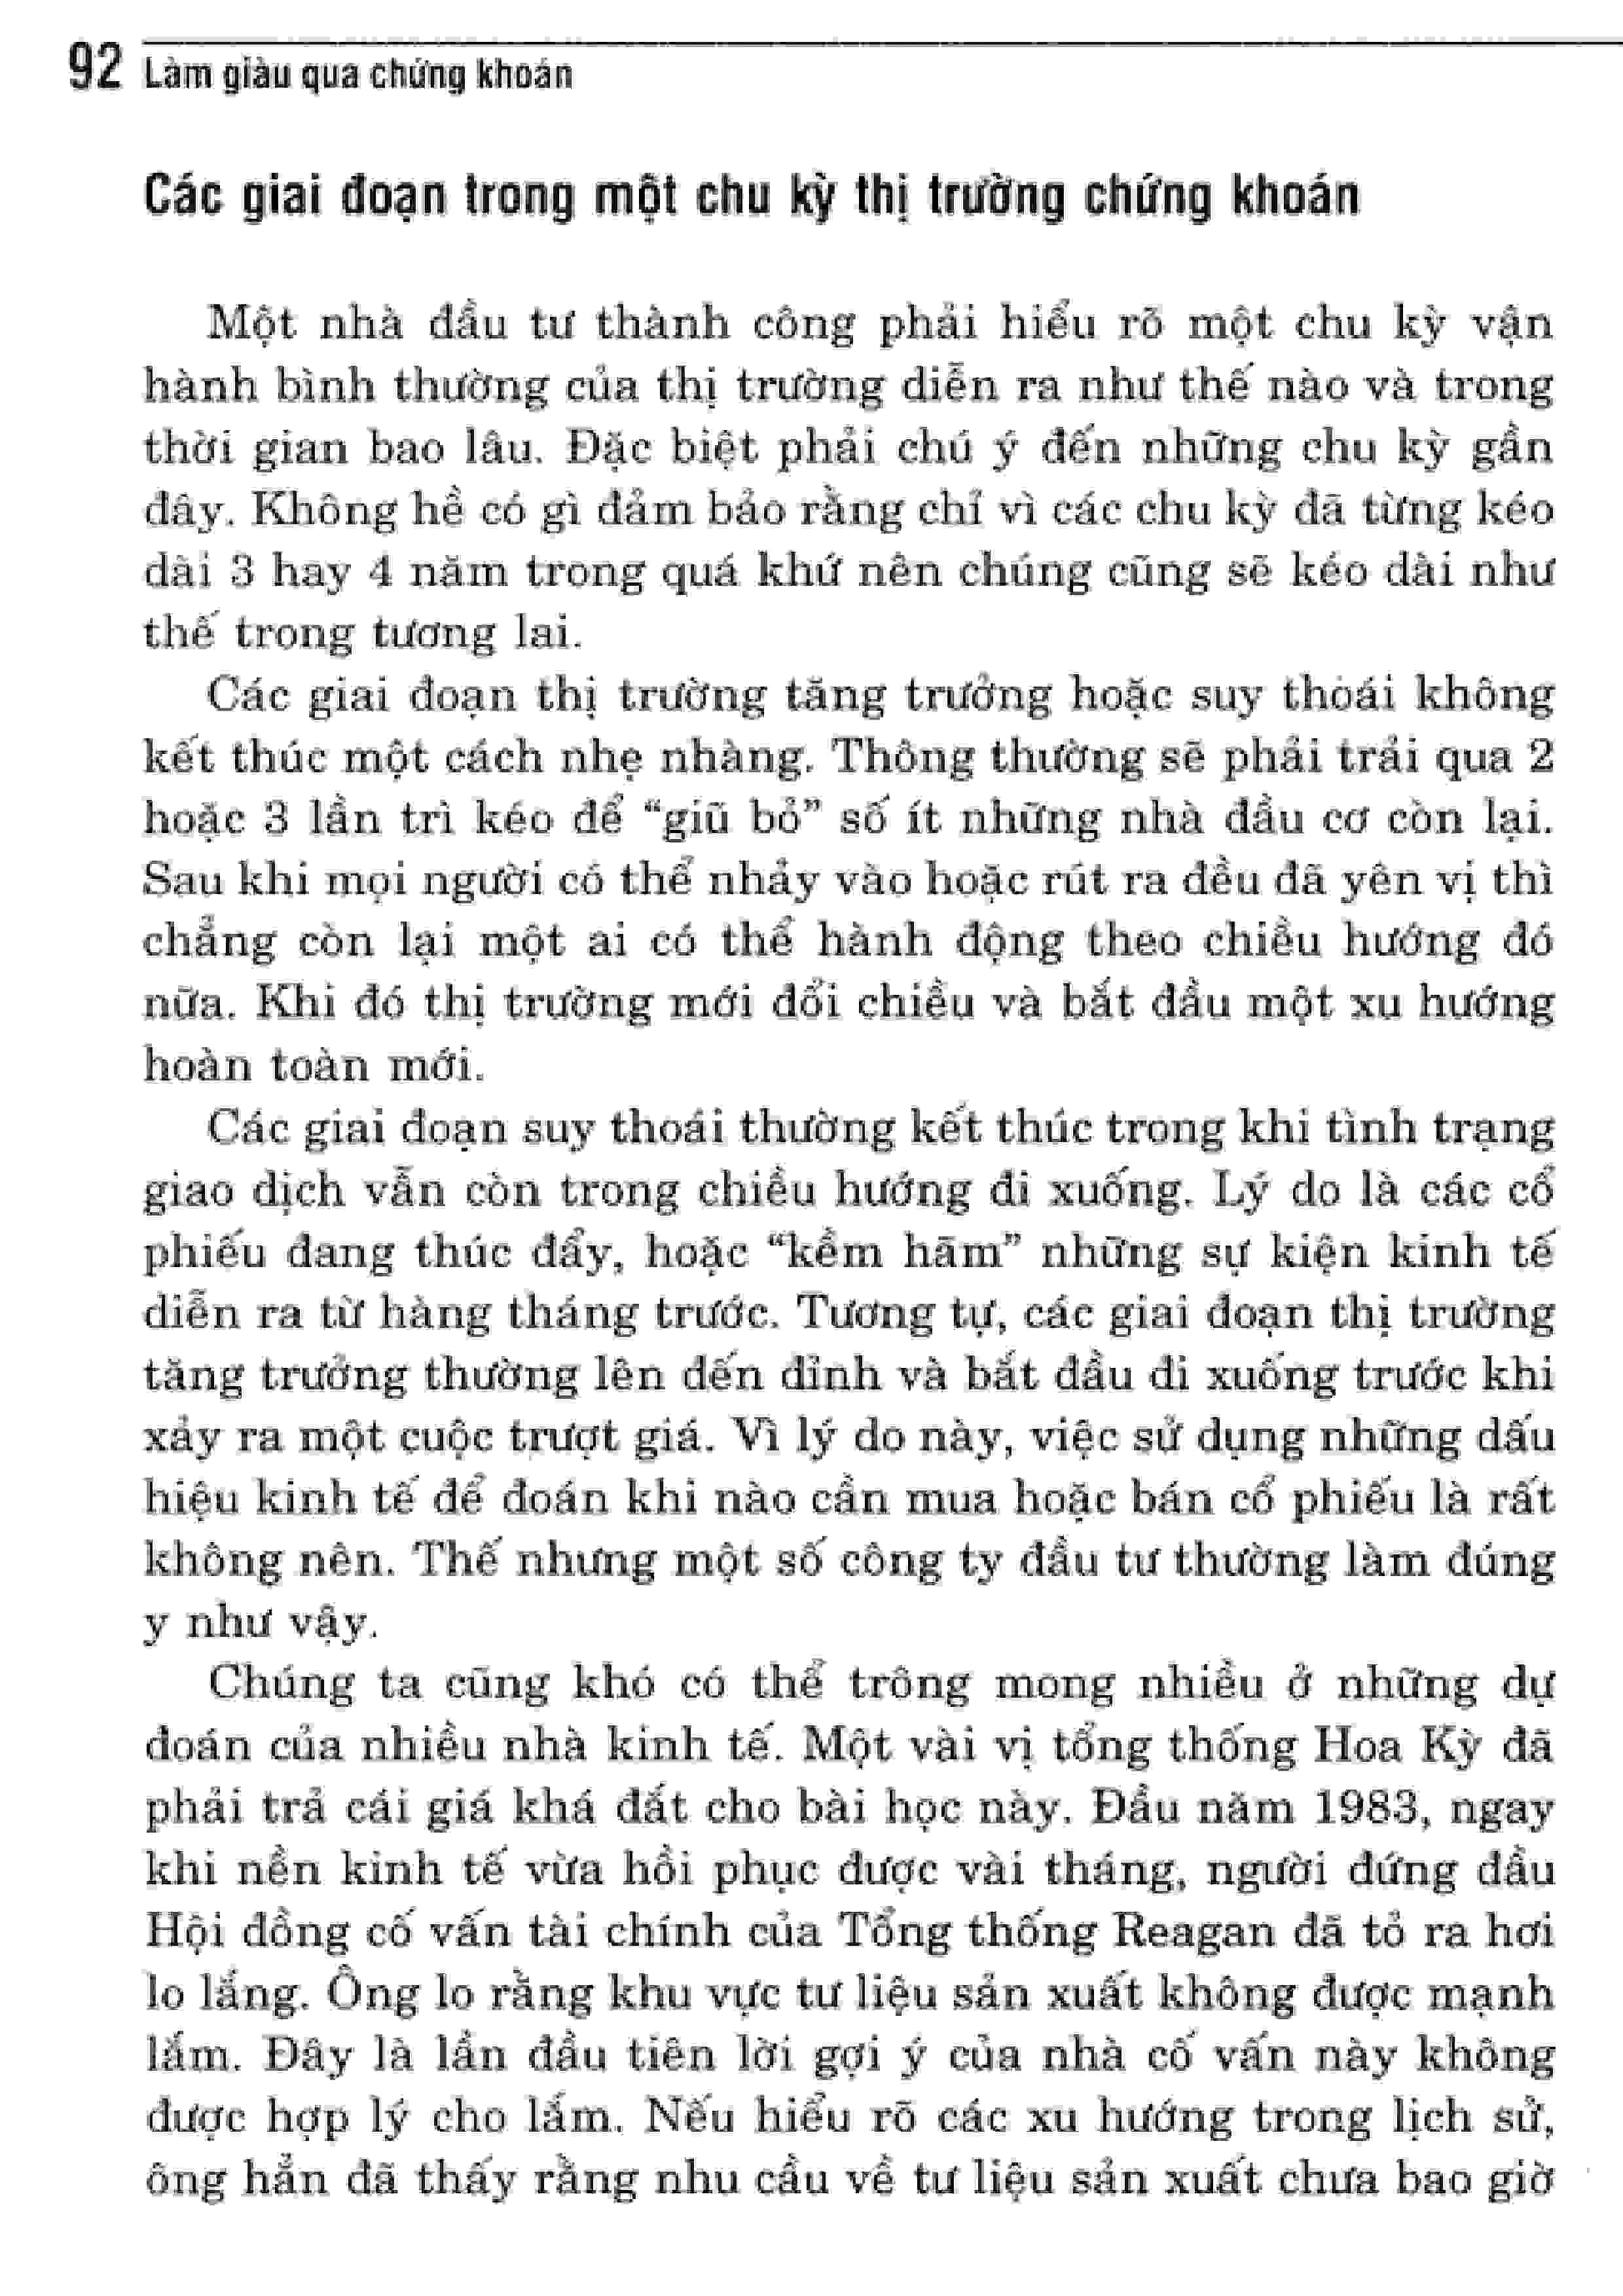 92 Làm giàu qua chứng khoán
Các giai đoạn trong một chu kỳ thị trường chứng khoán
Một nhà đầu tư thành công phải hiểu rõ một chu kỳ vận
hành bình thường của thị trường diễn ra như thế nào và trong
thời gian bao lâu. Đặc biệt phải chú ý đến những chu kỳ gần
đây. Không hề có gì đảm bảo rằng chỉ vì các chu kỳ đã từng kéo
dài 3 hay 4 năm trong quá khứ nên chúng cũng sẽ kéo dài như
thế trong tương lai.
Các giai đoạn thị trường tăng trưởng hoặc suy thoái không
kết thúc một cách nhẹ nhàng. Thông thường sẽ phải trải qua 2
hoặc 3 lần trì kéo để “giũ bỏ” số ít những nhà đầu cơ còn lại.
Sau khi mọi người có thể nhảy vào hoặc rút ra đều đã yên vị thì
chẳng còn lại một ai có thể hành động theo chiều hướng đó
nữa. Khi đó thị trường mới đổi chiều và bắt đầu một xu hướng
hoàn toàn mới.
Các giai đoạn suy thoái thường kết thúc trong khi tình trạng
giao dịch vẫn còn trong chiều hướng đi xuống. Lý do là các cổ
phiếu đang thúc đẩy, hoặc “kềm hãm” những sự kiện kinh tế
diễn ra từ hàng tháng trước. Tương tự, các giai đoạn thị trường
tăng trưởng thường lên đến đỉnh và bắt đầu đi xuống trước khi
xảy ra một cuộc trượt giá. Vì lý do này, việc sử dụng những dấu
hiệu kinh tế để đoán khi nào cần mua hoặc bán cổ phiếu là rất
không nên. Thế nhưng một số công ty đầu tư thường làm đúng
y như vậy.
Chúng ta cũng khó có thể trông mong nhiều ở những dự
đoán của nhiều nhà kinh tế. Một vài vị tổng thống Hoa Kỳ đã
phải trả cái giá khá đắt cho bài học này. Đầu năm 1983, ngay
khi nền kinh tế vừa hồi phục được vài tháng, người đứng đầu
Hội đồng cố vấn tài chính của Tổng thống Reagan đã tỏ ra hơi
lo lắng. Ông lo rằng khu vực tư liệu sản xuất không được mạnh
lắm. Đây là lần đầu tiên lời gợi ý của nhà cố vấn này không
được hợp lý cho lắm. Nếu hiểu rõ các xu hướng trong lịch sử,
ông hẳn đã thấy rằng nhu cầu về tư liệu sản xuất chưa bao giờ